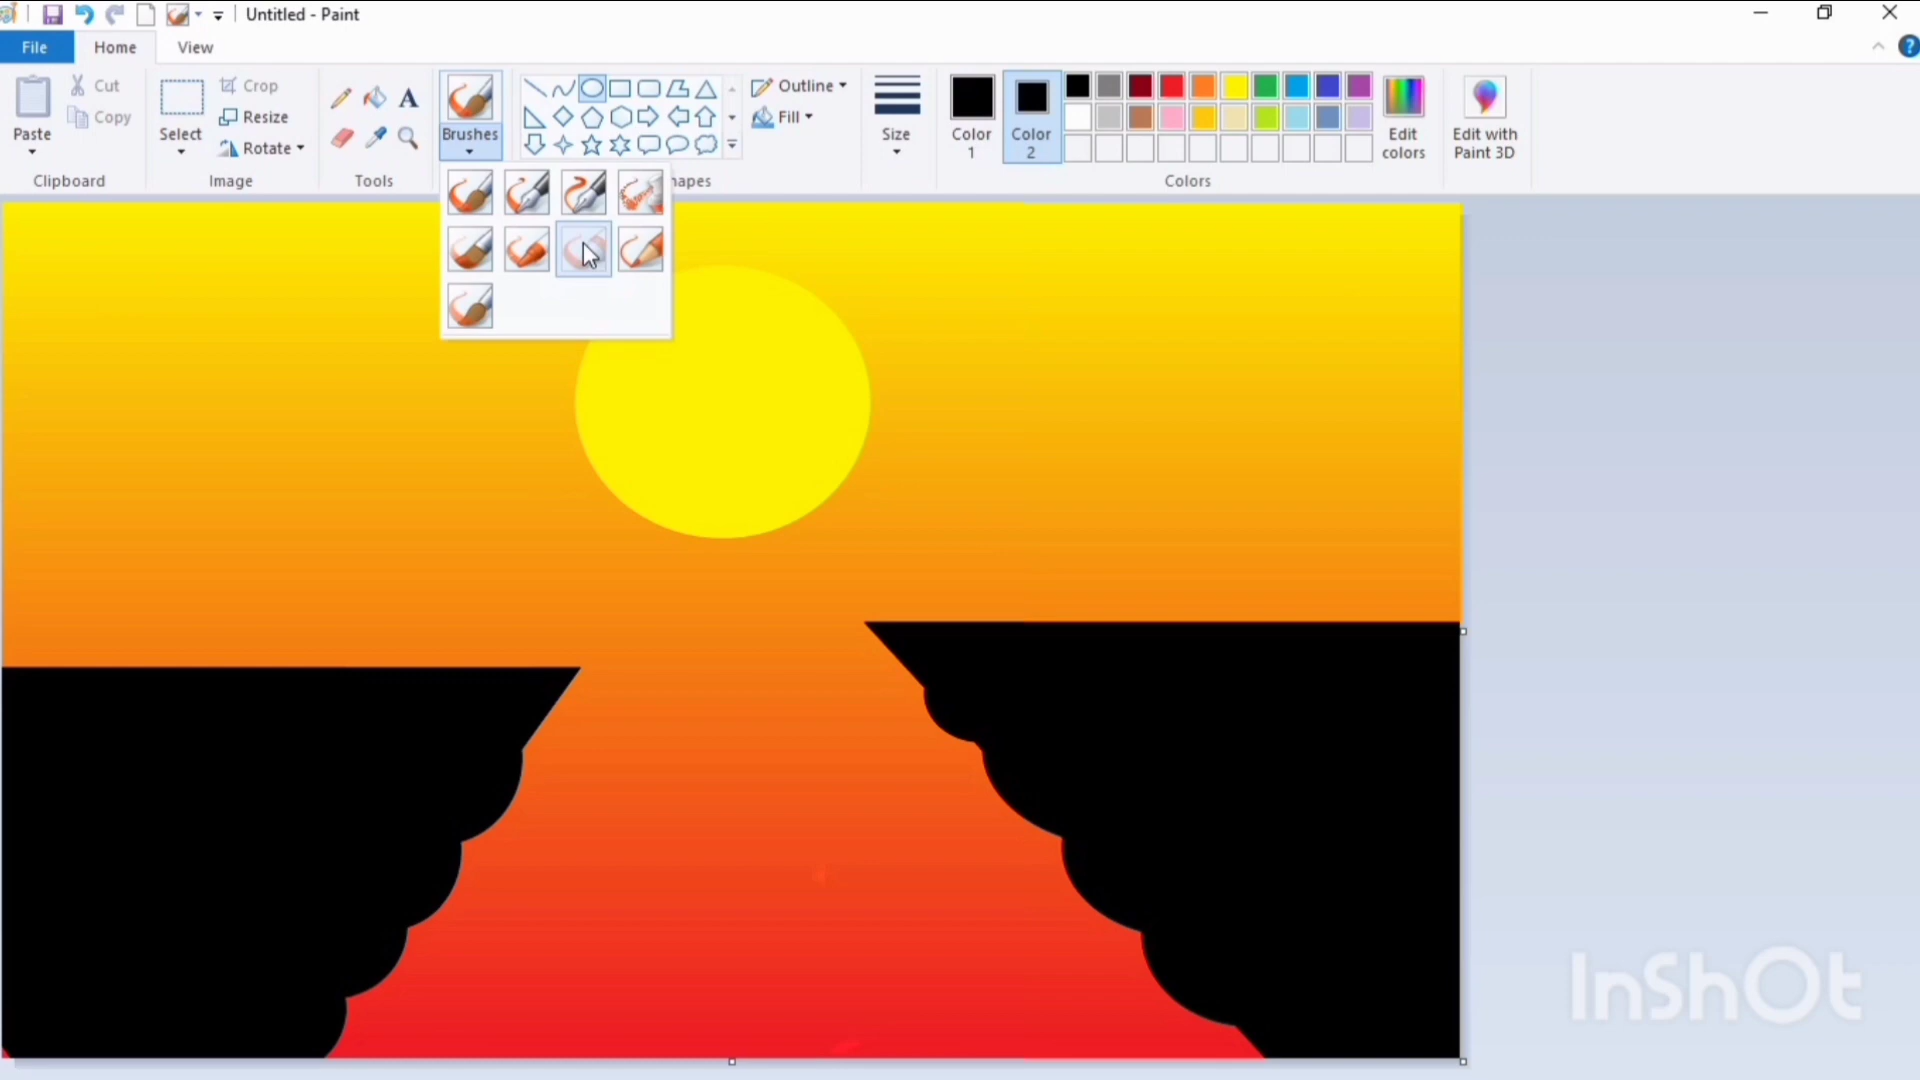 Untitled - Paint
File
Home
View
Paste
Cut
Copy
Clipboard
Select
Crop
Resize
Rotate
Image
A
Tools
Brushes
Outline
Fill
hapes
Size
Color
1
Color
2
Edit
colors
Edit with
Paint 3D
Colors
?
InShOt